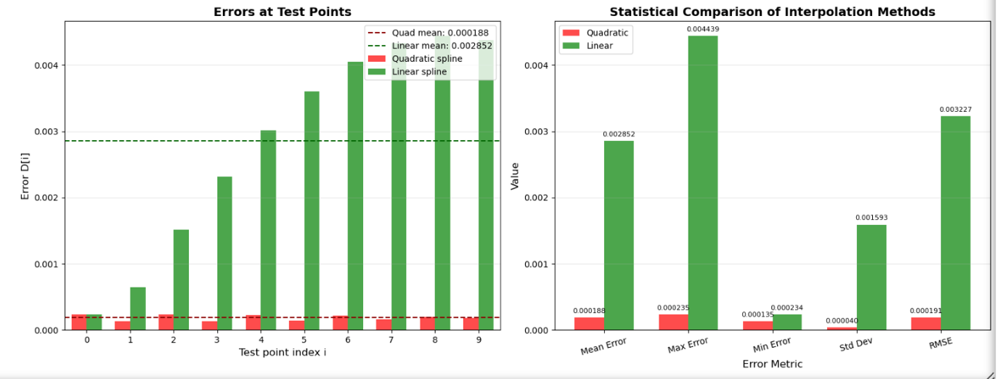 Errors at Test Points
Quad mean: 0.000188
Linear mean: 0.002852
Quadratic spline
Linear spline
Error D[i]
0.004
0.003
0.002
0.001
0.000
0 1 2 3 4 5 6 7 8 9
Test point index i
Statistical Comparison of Interpolation Methods
Quadratic
Linear
Value
0.004
0.003
0.002
0.001
0.000
0.000188
0.002852
0.000235
0.004439
0.000135
0.000234
0.000040
0.001593
0.000191
0.003227
Mean Error
Max Error
Min Error
Std Dev
RMSE
Error Metric